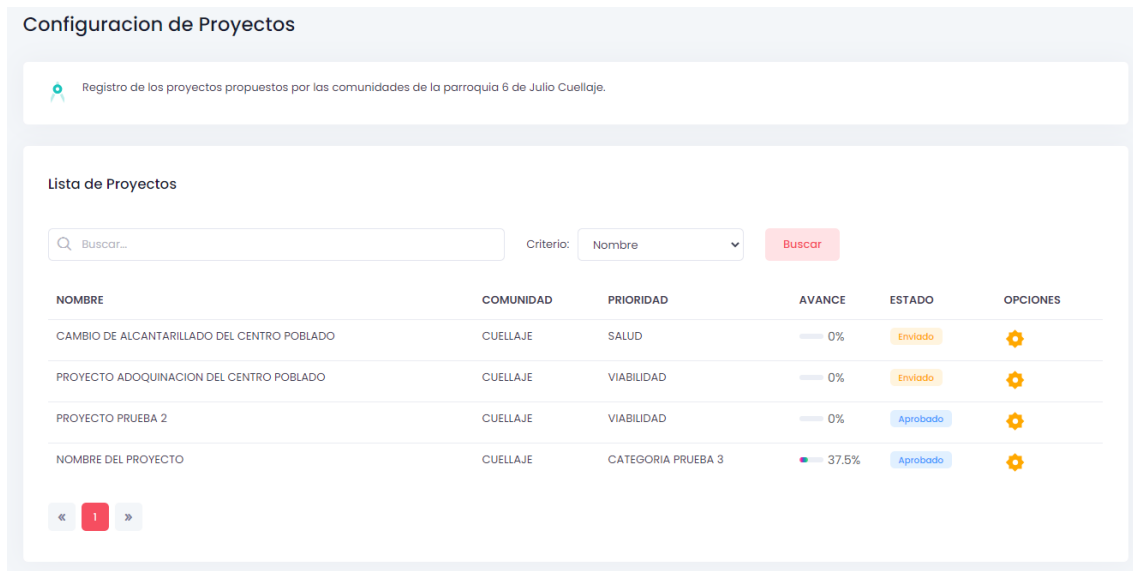 Configuracion de Proyectos
Registro de los proyectos propuestos por las comunidades de la parroquia 6 de Julio Cuellaje.
Lista de Proyectos
Buscar... Criterio: Nombre Buscar
NOMBRE COMUNIDAD PRIORIDAD AVANCE ESTADO OPCIONES
CAMBIO DE ALCANTARILLADO DEL CENTRO POBLADO CUELLAJE SALUD 0% Enviado
PROYECTO ADOQUINACION DEL CENTRO POBLADO CUELLAJE VIABILIDAD 0% Enviado
PROYECTO PRUEBA 2 CUELLAJE VIABILIDAD 0% Aprobado
NOMBRE DEL PROYECTO CUELLAJE CATEGORIA PRUEBA 3 37.5% Aprobado
« 1 »